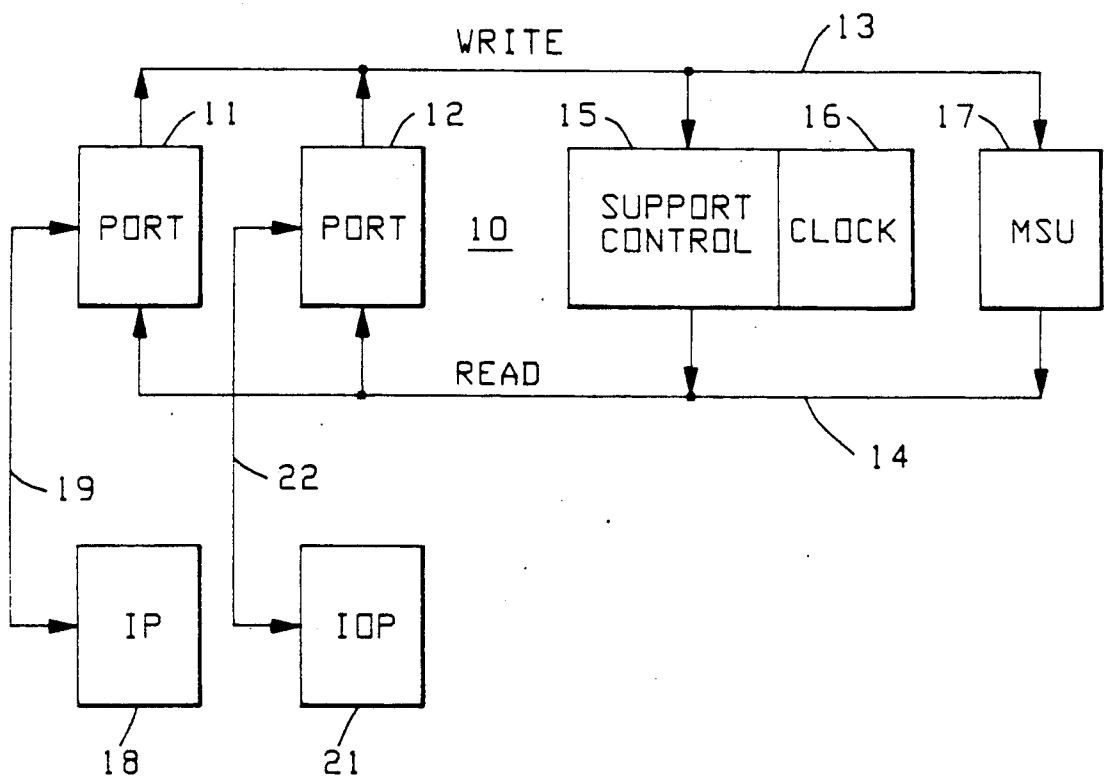 WRITE
13
11
12
15
16
17
PORT
PORT
10
SUPPORT
CONTROL
CLOCK
MSU
READ
14
19
22
IP
IOP
18
21